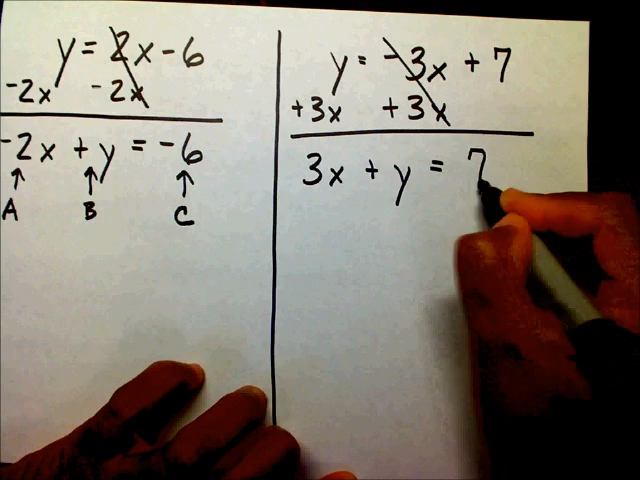 y = 2x - 6
-2x -2x
-2x + y = -6
A B C
y = -3x + 7
+3x +3x
3x + y = 7